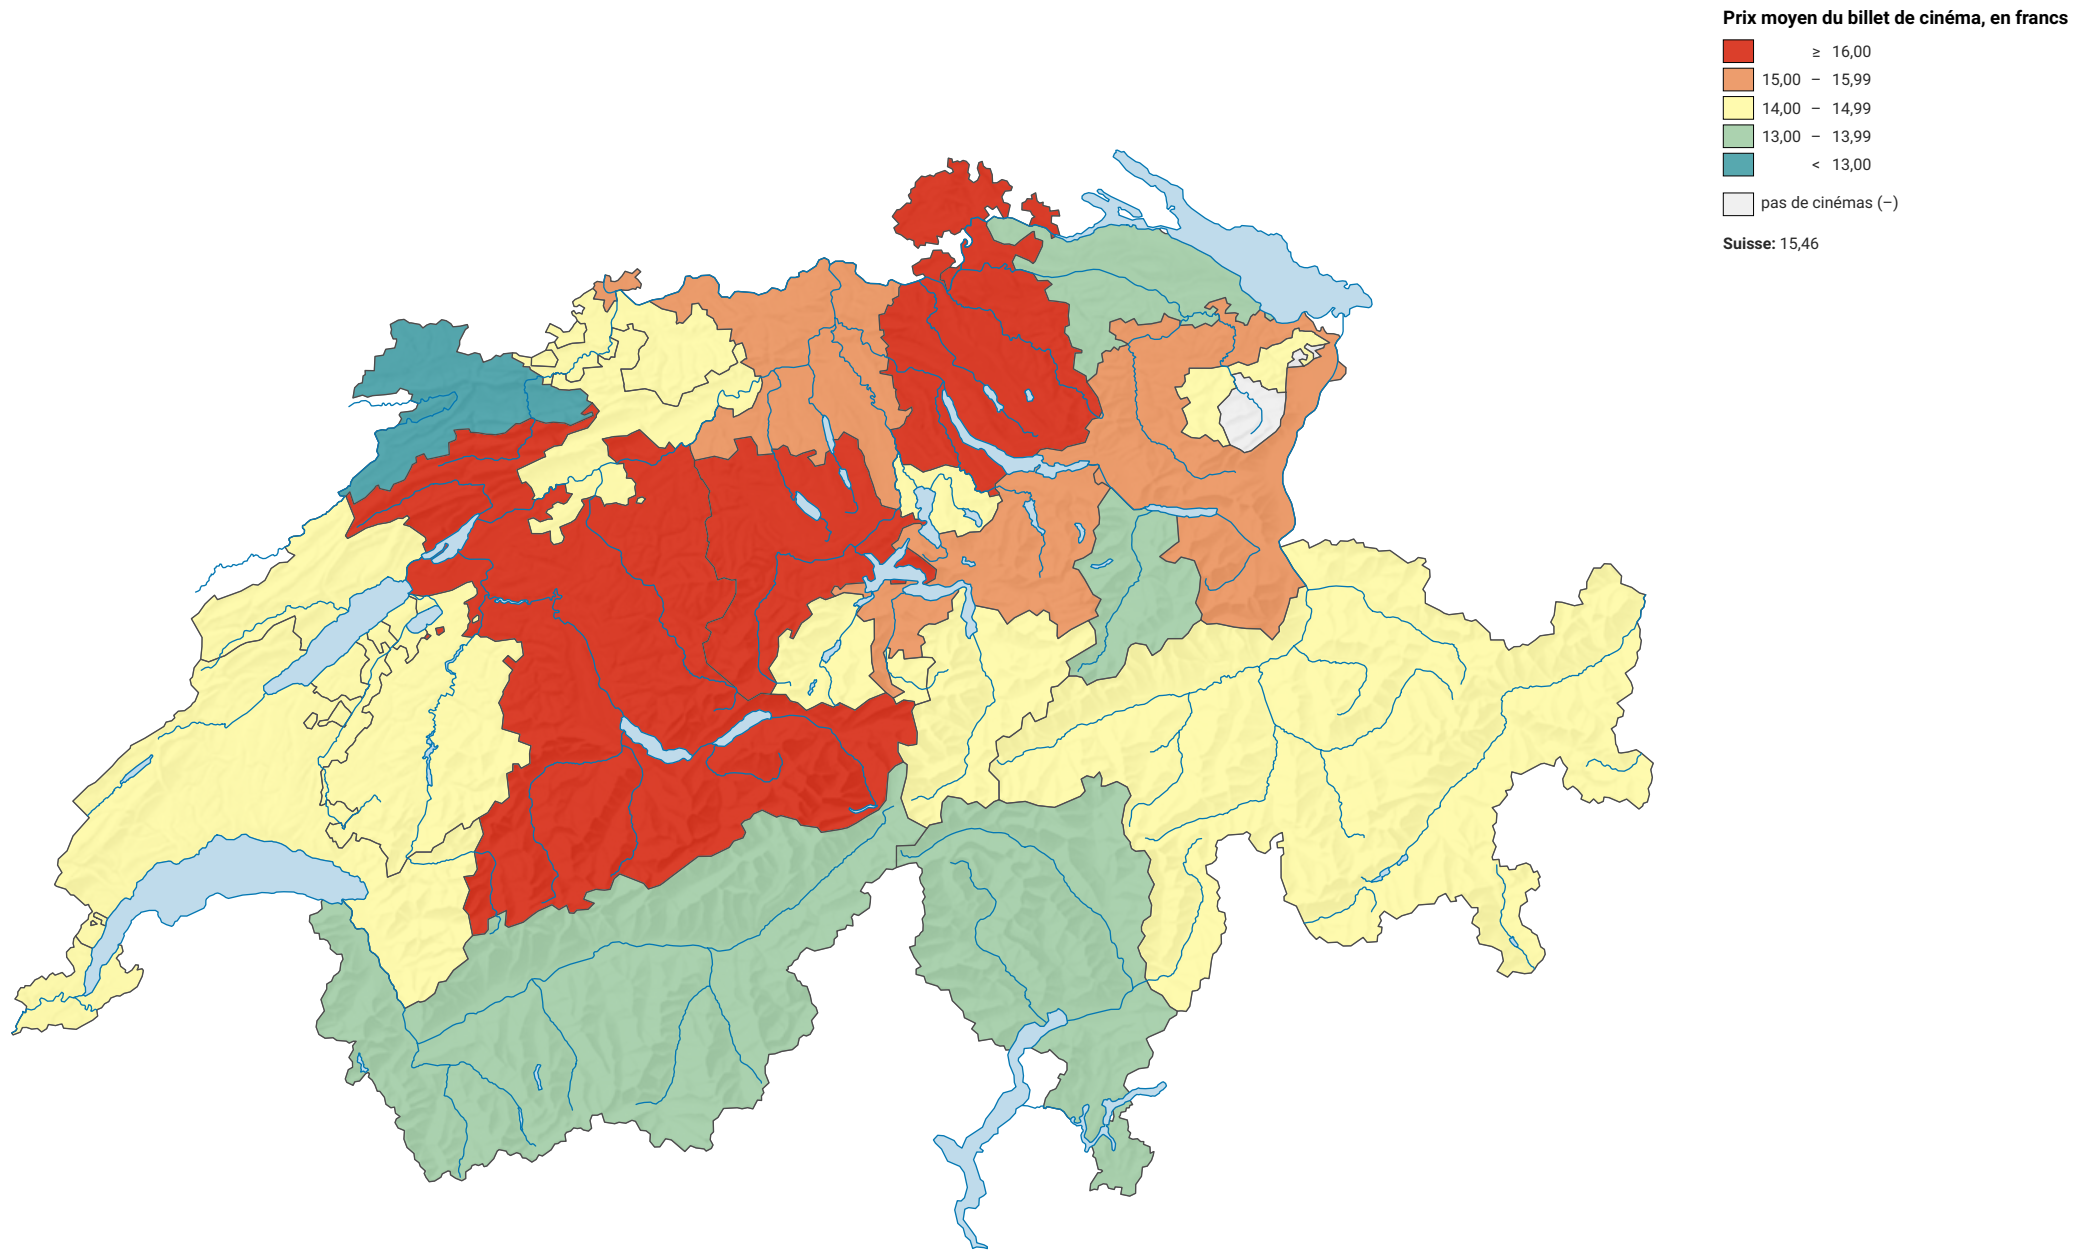 Prix moyen du billet de cinéma, en francs
≥ 16,00
15,00 – 15,99
14,00 – 14,99
13,00 – 13,99
< 13,00
pas de cinémas (–)
Suisse: 15,46